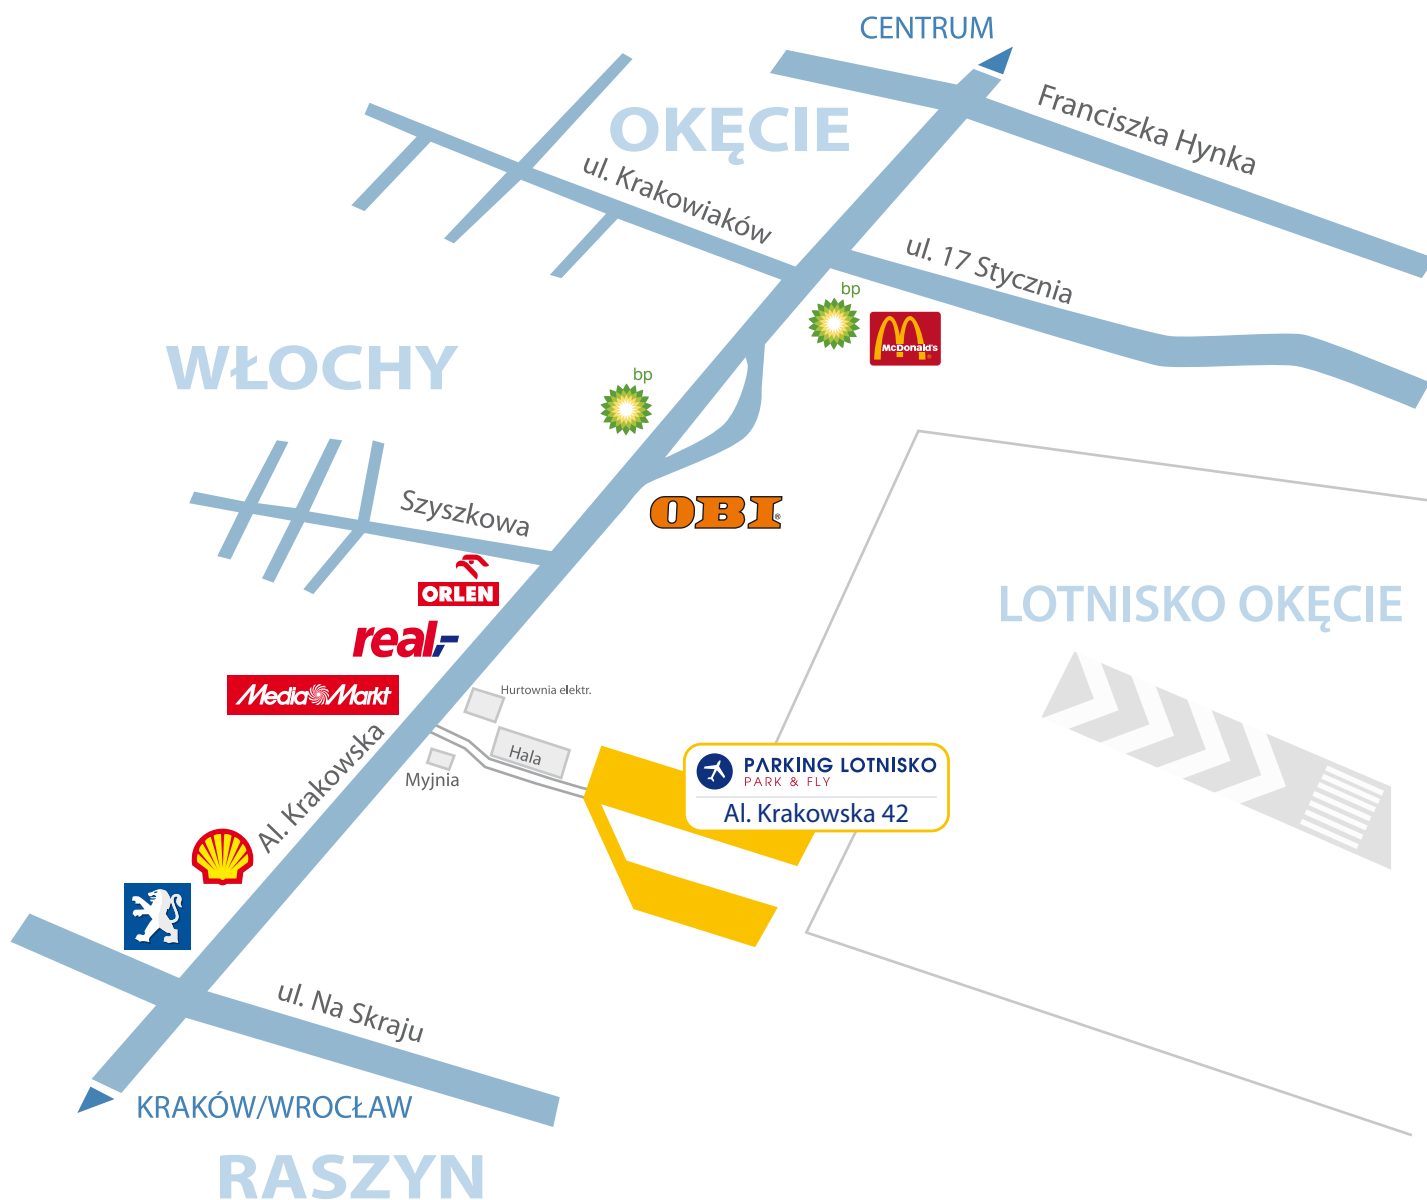 CENTRUM
Franciszka Hynka
OKĘCIE
ul. Krakowiaków
ul. 17 Stycznia
bp
McDonald's
WŁOCHY
bp
Szyszkowa
OBI
ORLEN
LOTNISKO OKĘCIE
real,-
Media Markt
Hurtownia elektr.
Hala
Myjnia
Al. Krakowska
PARKING LOTNISKO
PARK & FLY
Al. Krakowska 42
ul. Na Skraju
KRAKÓW/WROCŁAW
RASZYN